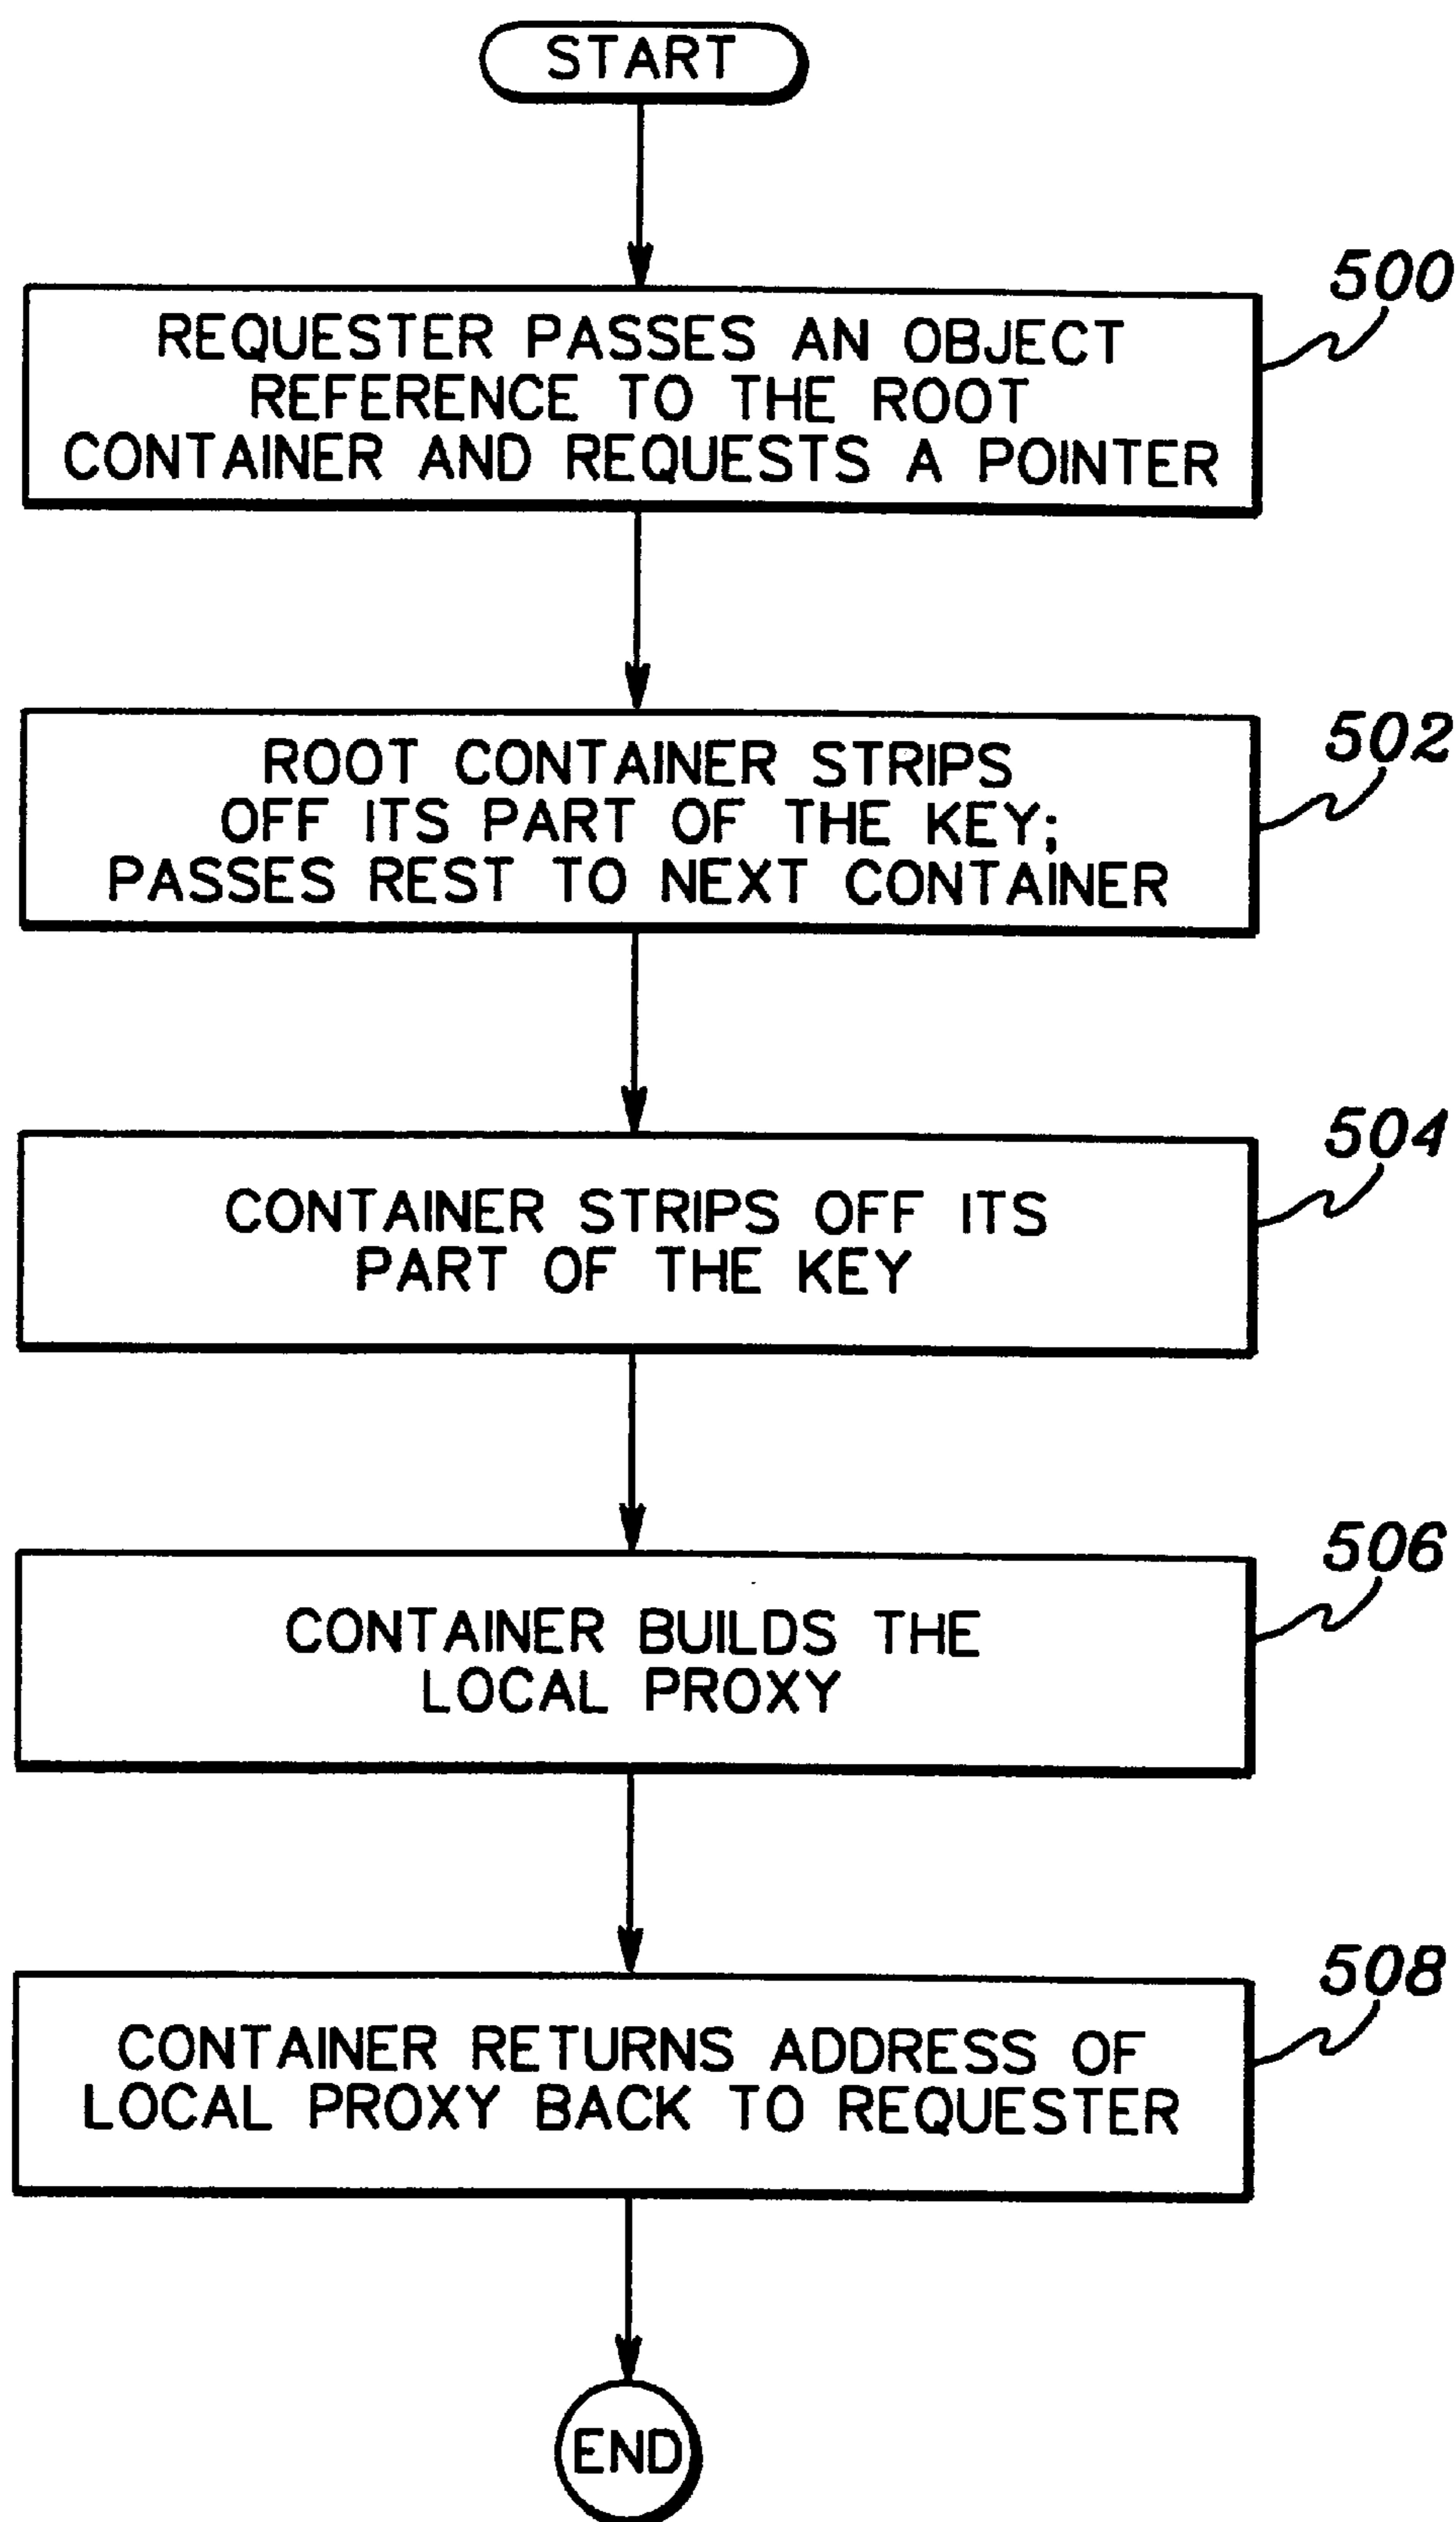 START
500
REQUESTER PASSES AN OBJECT
REFERENCE TO THE ROOT
CONTAINER AND REQUESTS A POINTER
502
ROOT CONTAINER STRIPS
OFF ITS PART OF THE KEY;
PASSES REST TO NEXT CONTAINER
504
CONTAINER STRIPS OFF ITS
PART OF THE KEY
506
CONTAINER BUILDS THE
LOCAL PROXY
508
CONTAINER RETURNS ADDRESS OF
LOCAL PROXY BACK TO REQUESTER
END